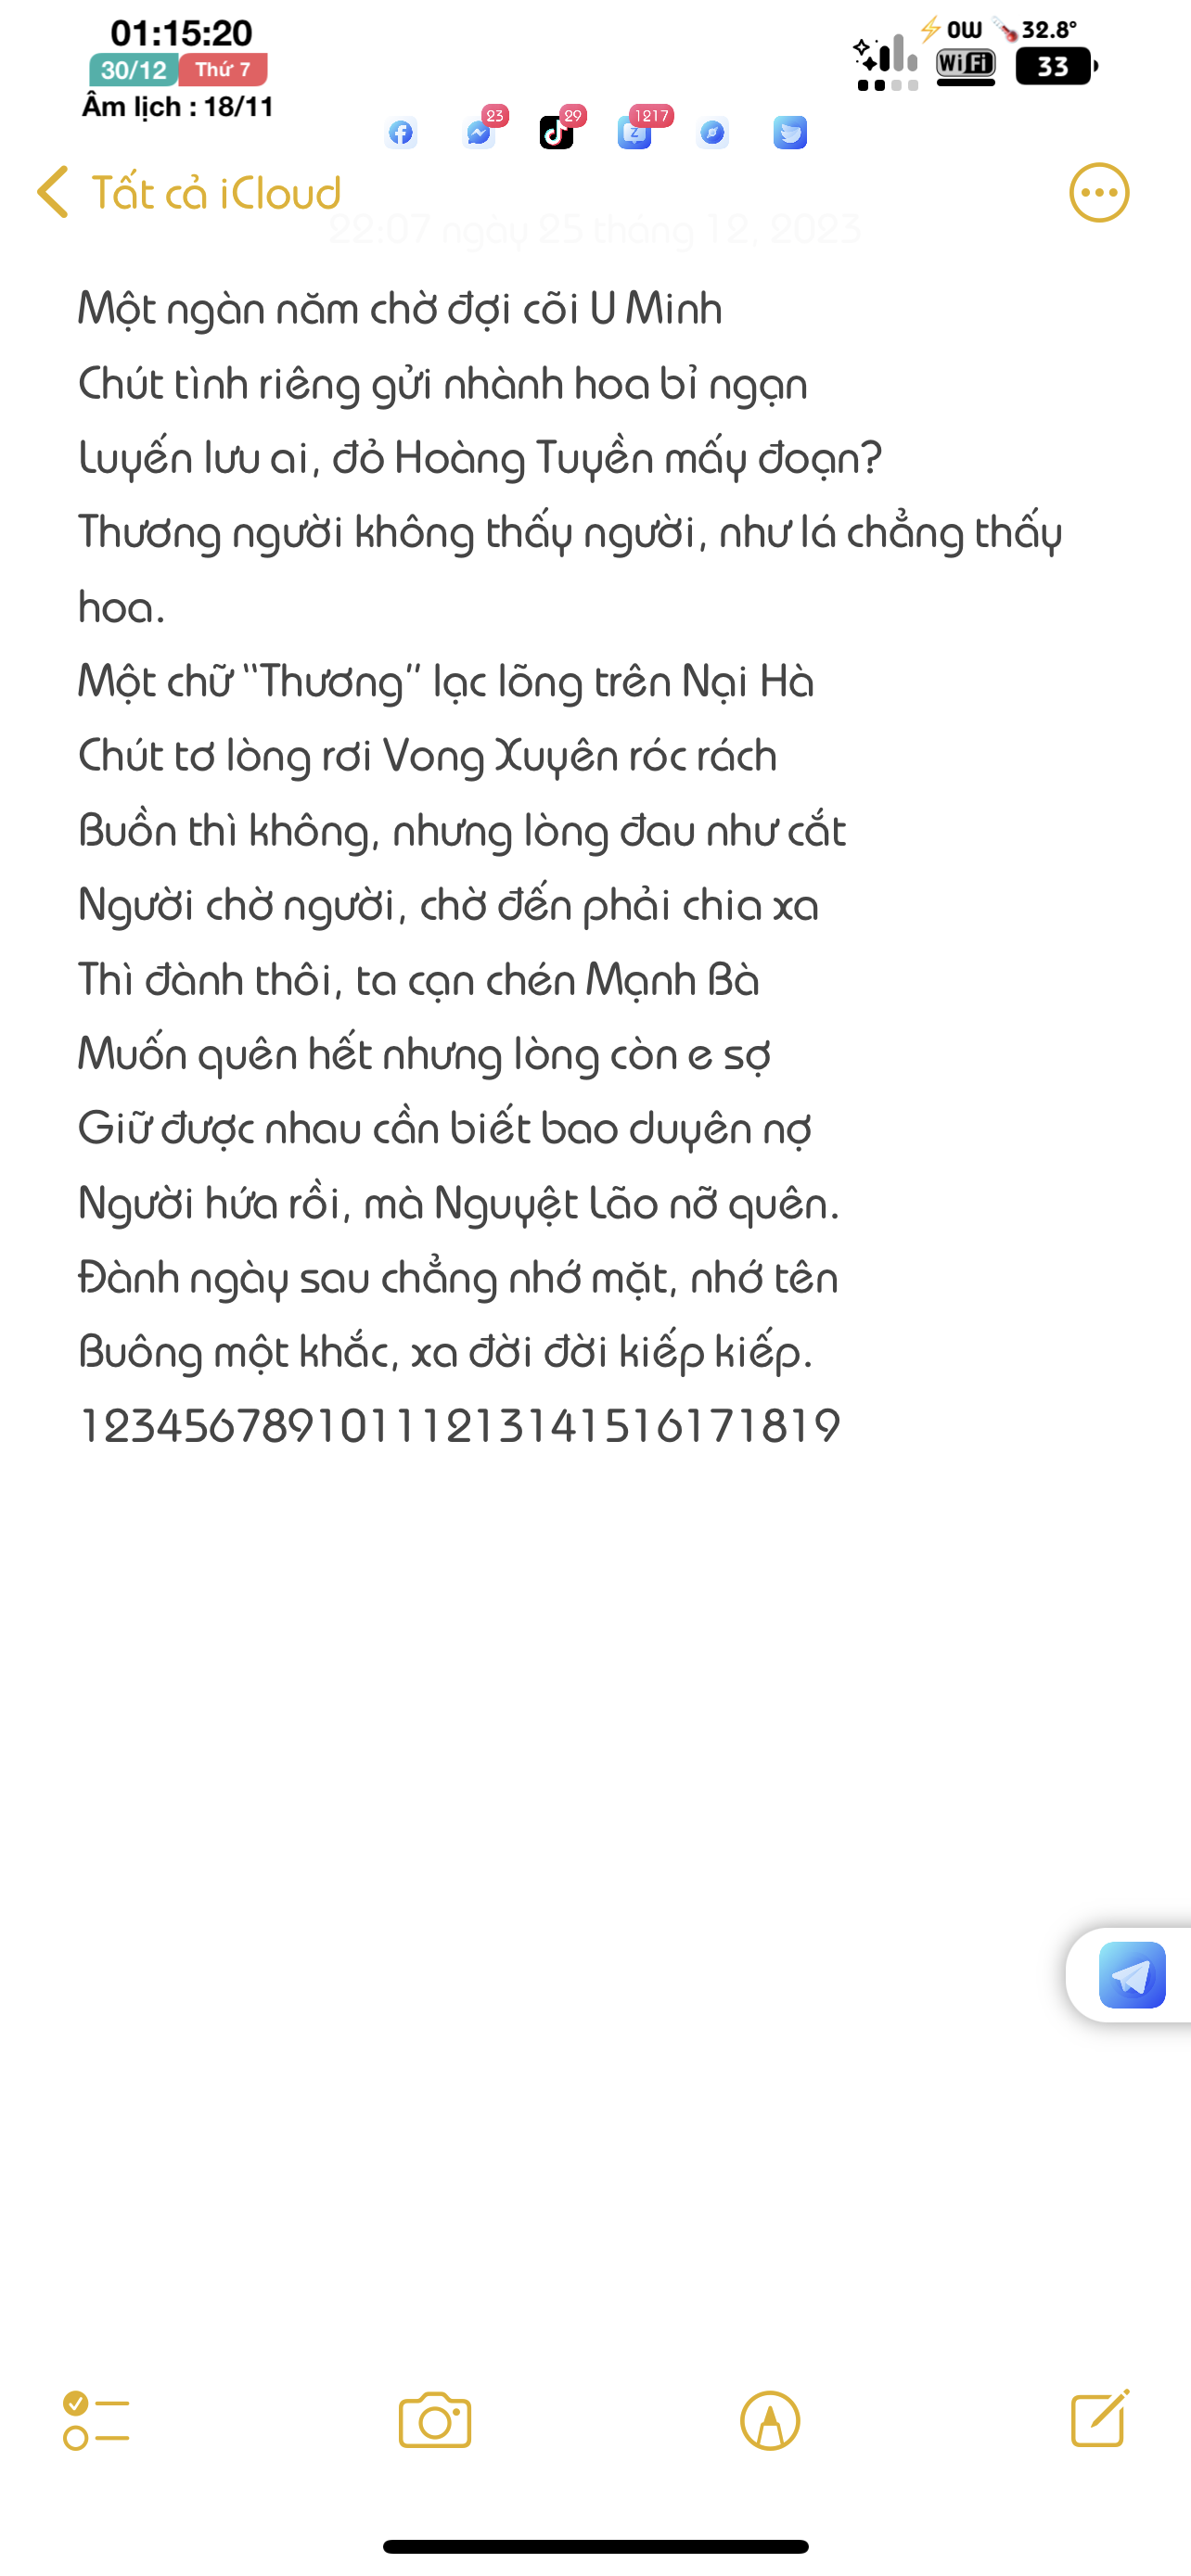 01:15:20
30/12 Thứ 7
Âm lịch : 18/11
0W 32.8°
WiFi 33
23 29 1217
Z
Tất cả iCloud
22:07 ngày 25 tháng 12, 2023
Một ngàn năm chờ đợi cõi U Minh
Chút tình riêng gửi nhành hoa bỉ ngạn
Luyến lưu ai, đỏ Hoàng Tuyền mấy đoạn?
Thương người không thấy người, như lá chẳng thấy
hoa.
Một chữ “Thương” lạc lõng trên Nại Hà
Chút tơ lòng rơi Vong Xuyên róc rách
Buồn thì không, nhưng lòng đau như cắt
Người chờ người, chờ đến phải chia xa
Thì đành thôi, ta cạn chén Mạnh Bà
Muốn quên hết nhưng lòng còn e sợ
Giữ được nhau cần biết bao duyên nợ
Người hứa rồi, mà Nguyệt Lão nỡ quên.
Đành ngày sau chẳng nhớ mặt, nhớ tên
Buông một khắc, xa đời đời kiếp kiếp.
12345678910111213141516171819